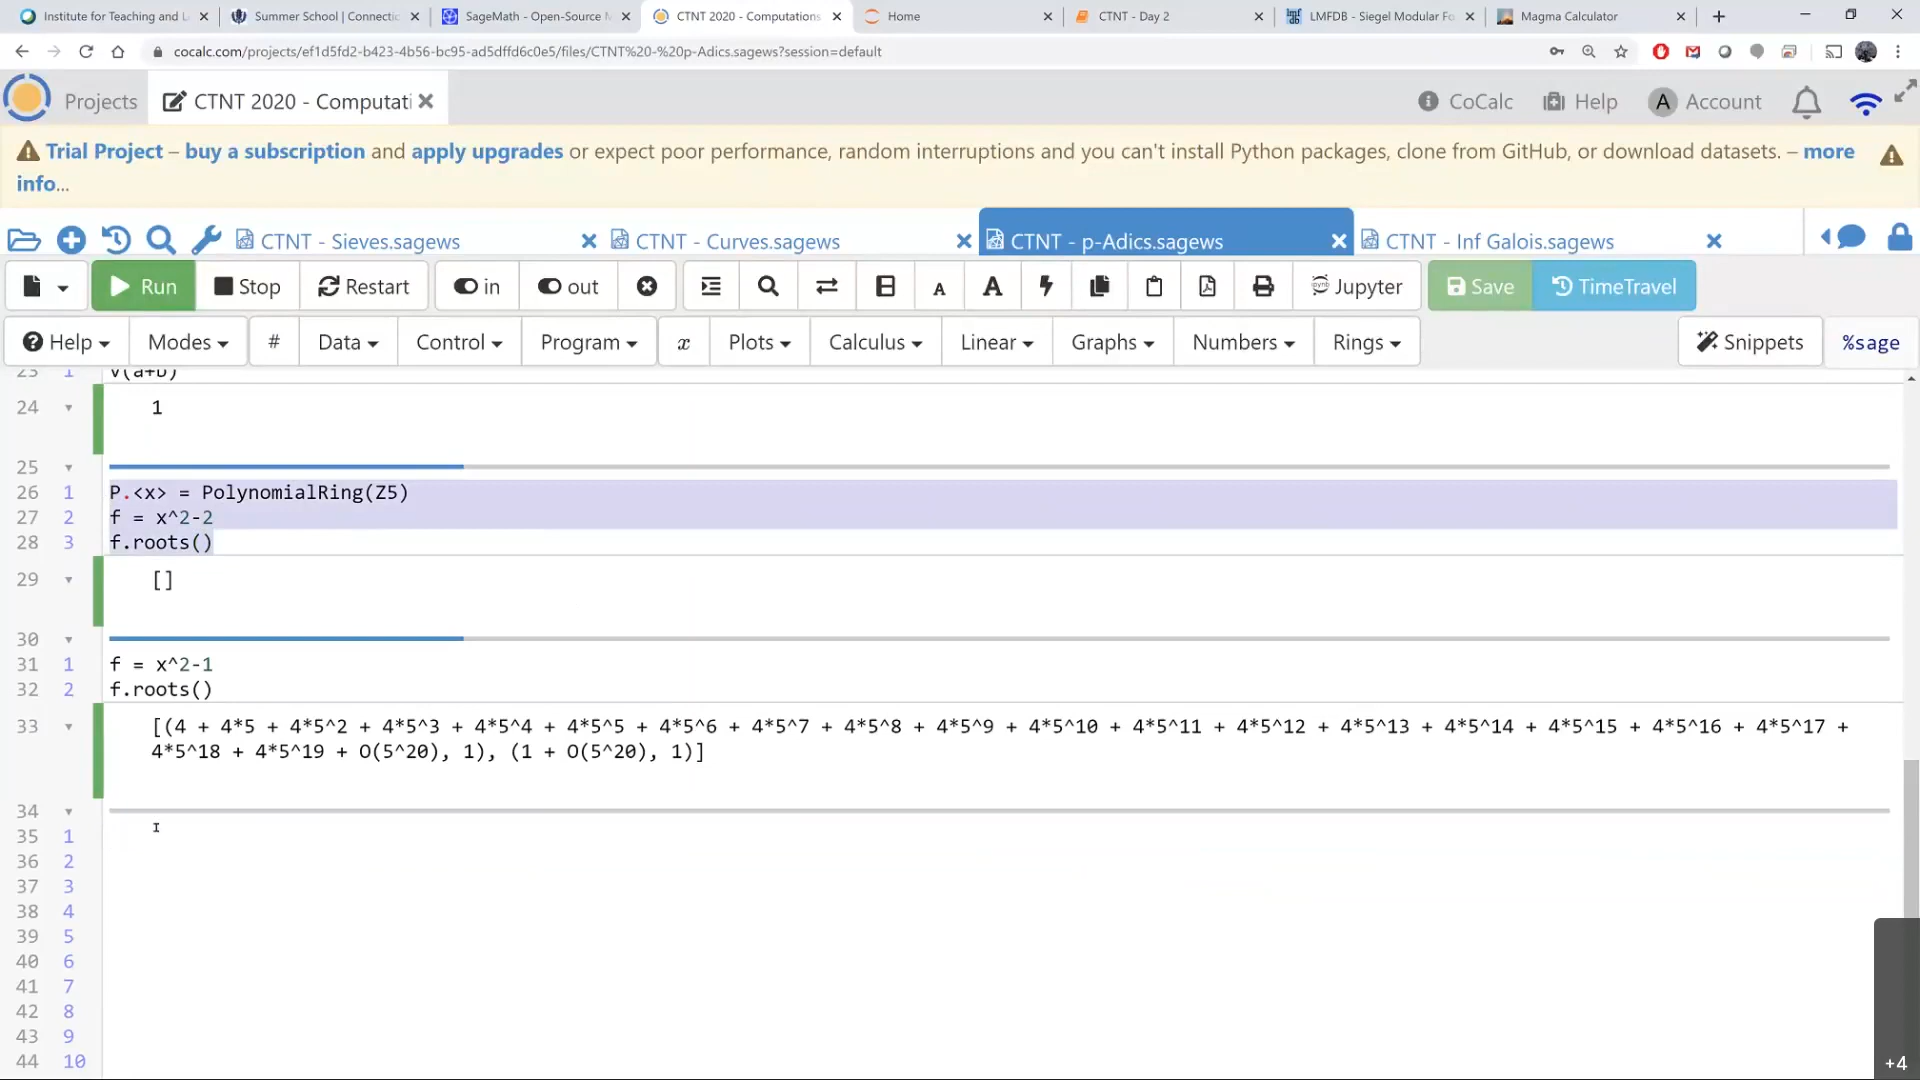 Institute for Teaching and L
Summer School | Connectic
SageMath - Open-Source M
CTNT 2020 - Computations
Home
CTNT - Day 2
LMFDB - Siegel Modular Fo
Magma Calculator
cocalc.com/projects/ef1d5fd2-b423-4b56-bc95-ad5dffd6c0e5/files/CTNT%20-%20p-Adics.sagews?session=default
Projects
CTNT 2020 - Computati
CoCalc
Help
A Account
Trial Project – buy a subscription and apply upgrades or expect poor performance, random interruptions and you can't install Python packages, clone from GitHub, or download datasets. – more
info...
CTNT - Sieves.sagews
CTNT - Curves.sagews
CTNT - p-Adics.sagews
CTNT - Inf Galois.sagews
Run Stop Restart in out A A Jupyter Save TimeTravel
Help Modes # Data Control Program x Plots Calculus Linear Graphs Numbers Rings Snippets %sage
23 1 v(a+b)
24 1
25
26 1 P.<x> = PolynomialRing(Z5)
27 2 f = x^2-2
28 3 f.roots()
29 []
30
31 1 f = x^2-1
32 2 f.roots()
33 [(4 + 4*5 + 4*5^2 + 4*5^3 + 4*5^4 + 4*5^5 + 4*5^6 + 4*5^7 + 4*5^8 + 4*5^9 + 4*5^10 + 4*5^11 + 4*5^12 + 4*5^13 + 4*5^14 + 4*5^15 + 4*5^16 + 4*5^17 +
4*5^18 + 4*5^19 + O(5^20), 1), (1 + O(5^20), 1)]
34
35 1
36 2
37 3
38 4
39 5
40 6
41 7
42 8
43 9
44 10
+4